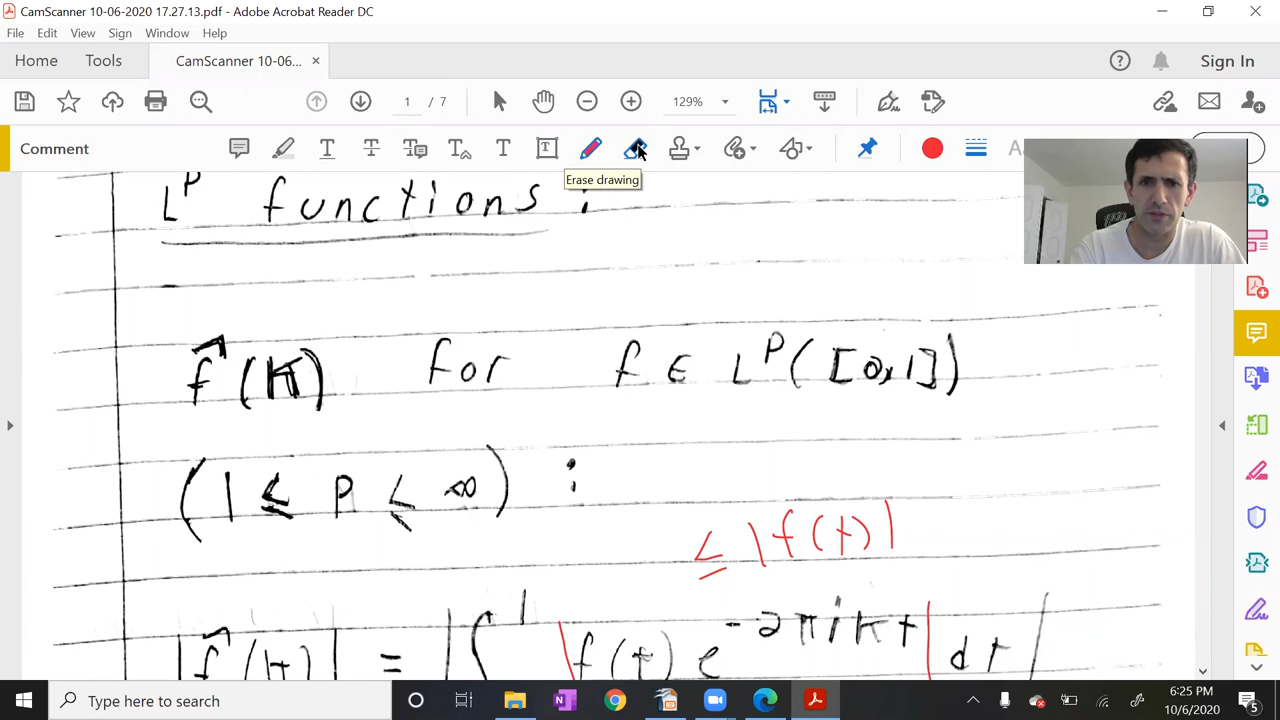 CamScanner 10-06-2020 17.27.13.pdf - Adobe Acrobat Reader DC
File Edit View Sign Window Help
Home Tools CamScanner 10-06... × Sign In
1 / 7 129%
Comment
Erase drawing
L^p functions :
f̂(k) for f ∈ L^p([0,1])
(1 ≤ p ≤ ∞) :
≤ |f(t)|
|f̂(k)| = |∫^1 |f(t) e^{-2πikt}| dt|
Type here to search
6:25 PM
10/6/2020
5